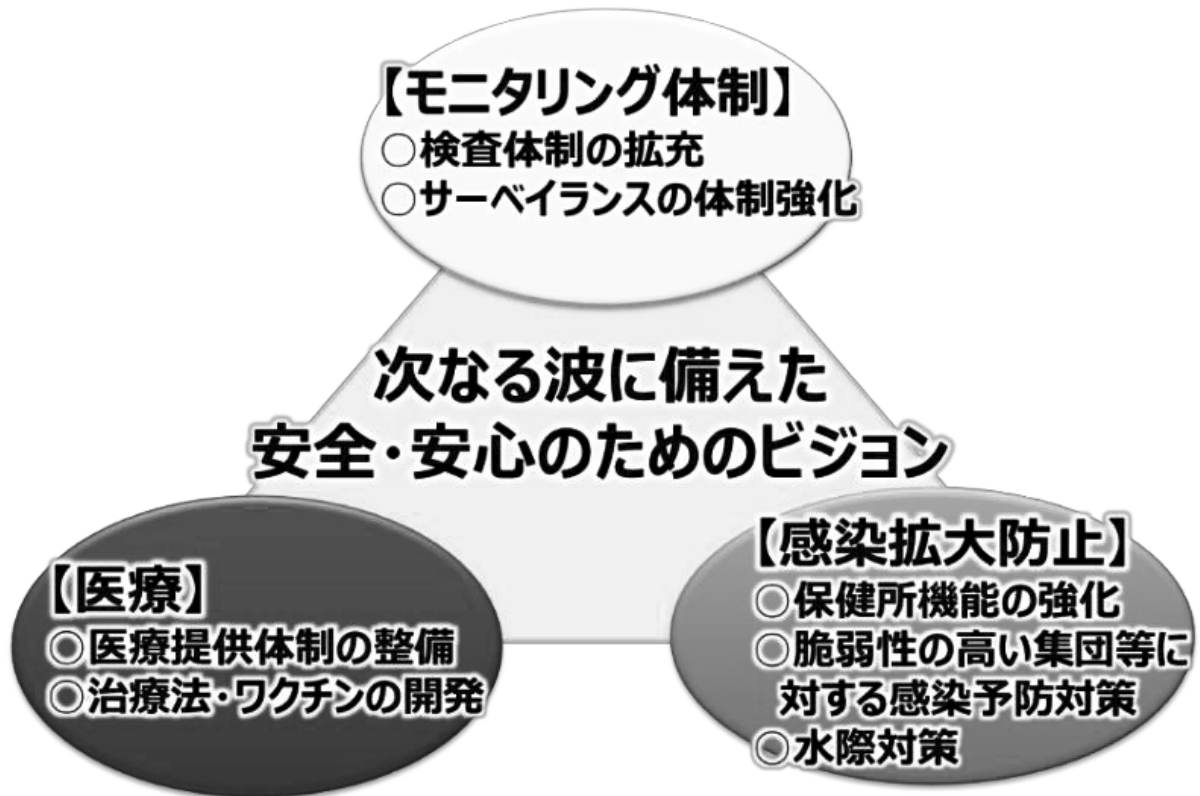 【モニタリング体制】
○検査体制の拡充
○サーベイランスの体制強化
次なる波に備えた
安全・安心のためのビジョン
【医療】
○医療提供体制の整備
○治療法・ワクチンの開発
【感染拡大防止】
○保健所機能の強化
○脆弱性の高い集団等に
対する感染予防対策
○水際対策